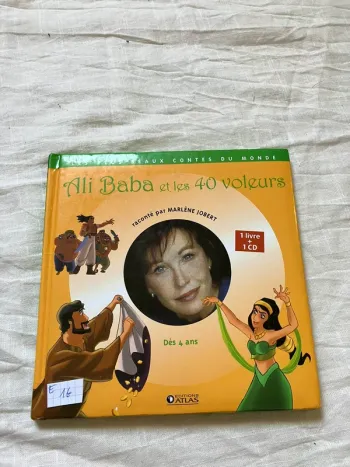 PLUS BEAUX CONTES DU MONDE
Ali Baba et les 40 voleurs
raconté par MARLÈNE JOBERT
1 livre
+
1 CD
Dès 4 ans
E 16
ÉDITIONS
ATLAS